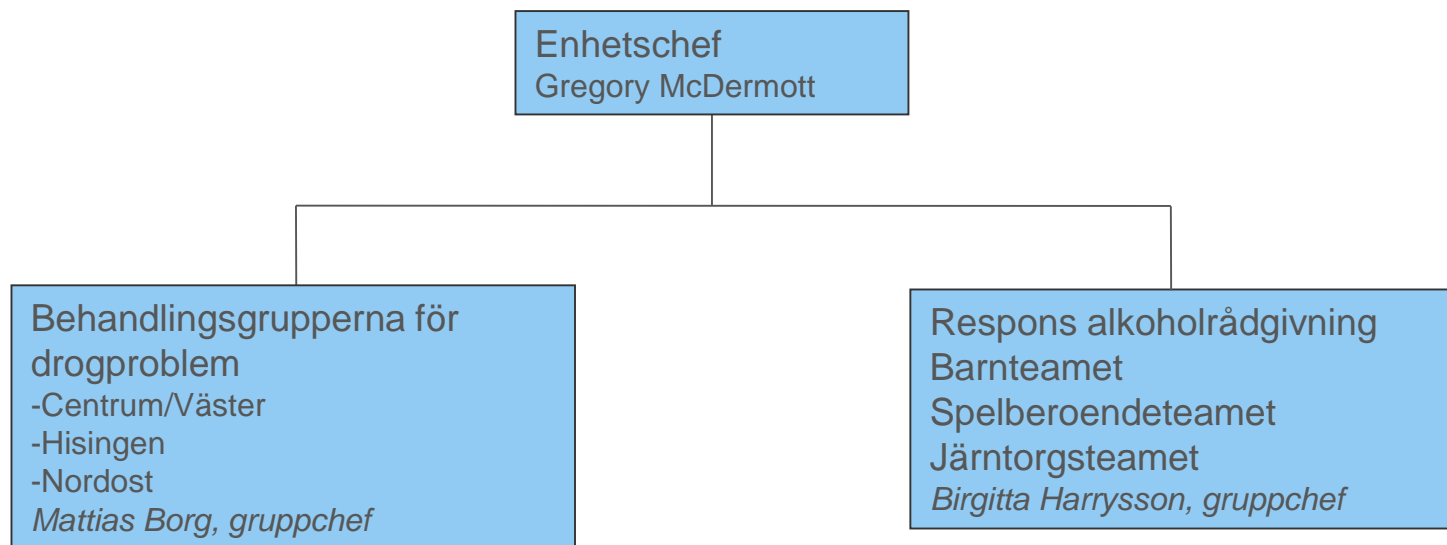 Enhetschef
Gregory McDermott
Behandlingsgrupperna för
drogproblem
-Centrum/Väster
-Hisingen
-Nordost
Mattias Borg, gruppchef
Respons alkoholrådgivning
Barnteamet
Spelberoendeteamet
Järntorgsteamet
Birgitta Harrysson, gruppchef